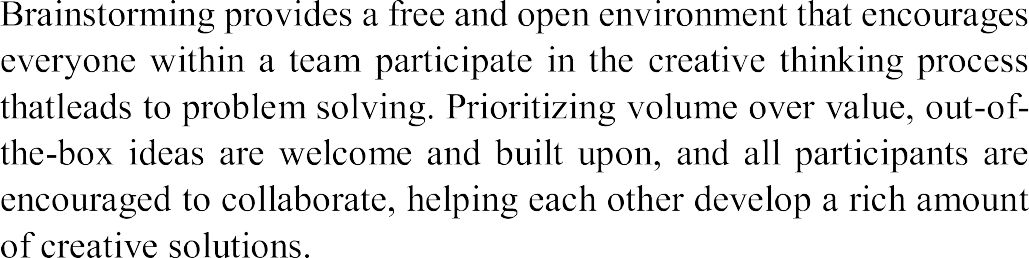 Brainstorming provides a free and open environment that encourages
everyone within a team participate in the creative thinking process
thatleads to problem solving. Prioritizing volume over value, out-of-
the-box ideas are welcome and built upon, and all participants are
encouraged to collaborate, helping each other develop a rich amount
of creative solutions.